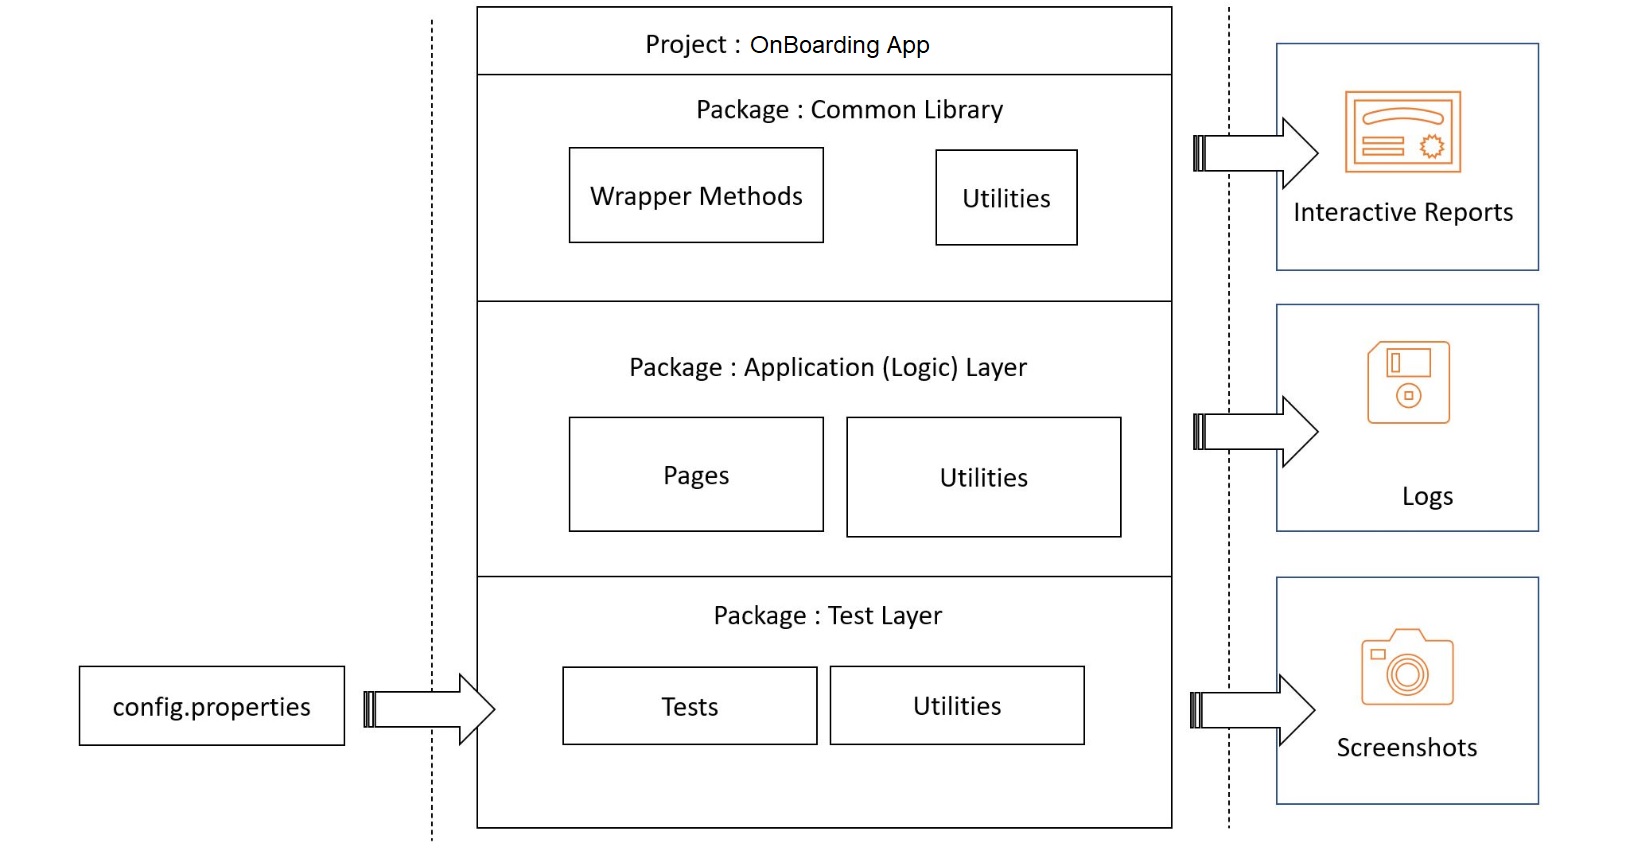 Project : OnBoarding App
Package : Common Library
Wrapper Methods
Utilities
Package : Application (Logic) Layer
Pages
Utilities
Package : Test Layer
Tests
Utilities
config.properties
Interactive Reports
Logs
Screenshots